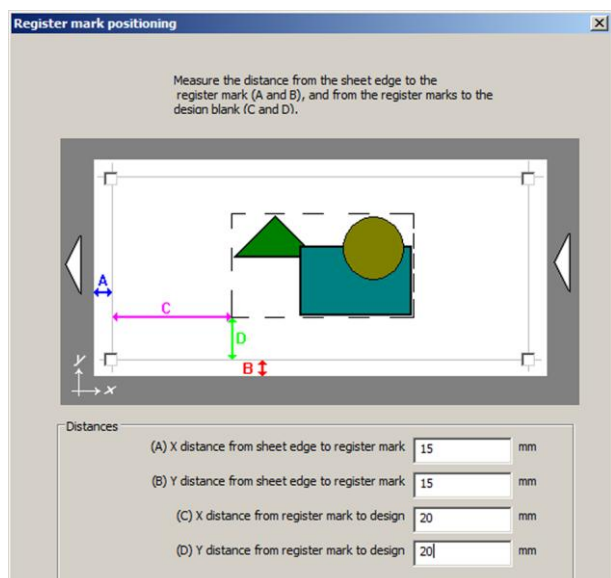 Register mark positioning
Measure the distance from the sheet edge to the
register mark (A and B), and from the register marks to the
design blank (C and D).
A
C
D
B
y
x
Distances
(A) X distance from sheet edge to register mark 15 mm
(B) Y distance from sheet edge to register mark 15 mm
(C) X distance from register mark to design 20 mm
(D) Y distance from register mark to design 20 mm